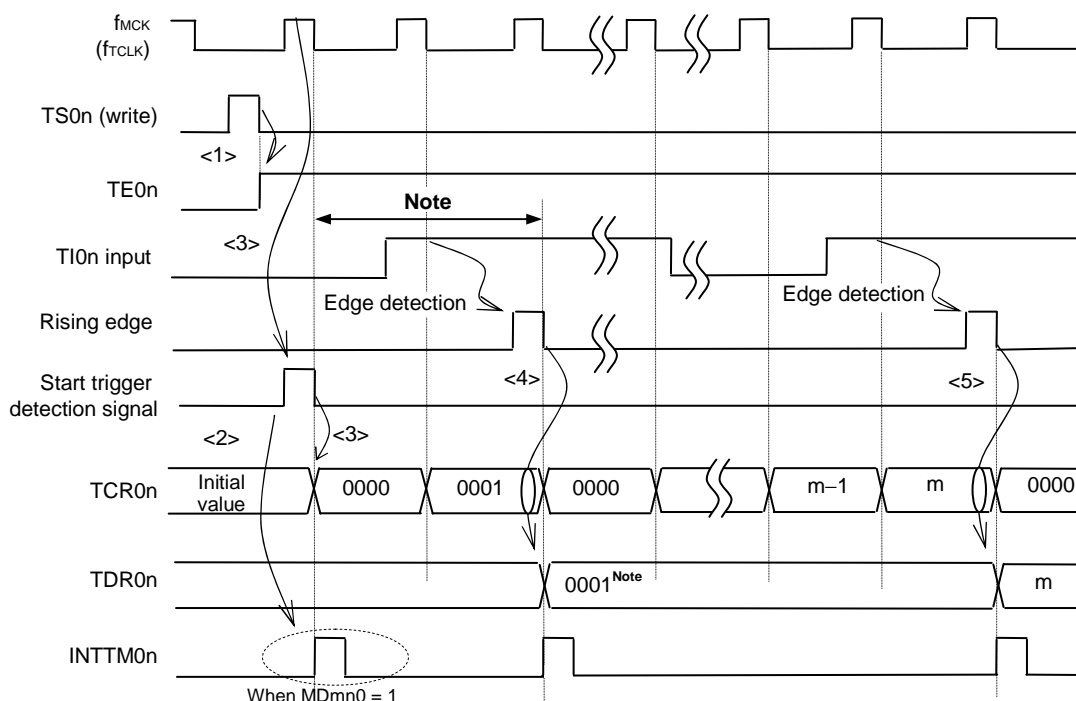 fMCK
(fTCLK)
TS0n (write)
<1>
TE0n
Note
<3>
TI0n input
Edge detection
Edge detection
Rising edge
<4>
<5>
Start trigger
detection signal
<2>
<3>
TCR0n
Initial
value
0000
0001
0000
m−1
m
0000
TDR0n
0001Note
m
INTTM0n
When MDmn0 = 1